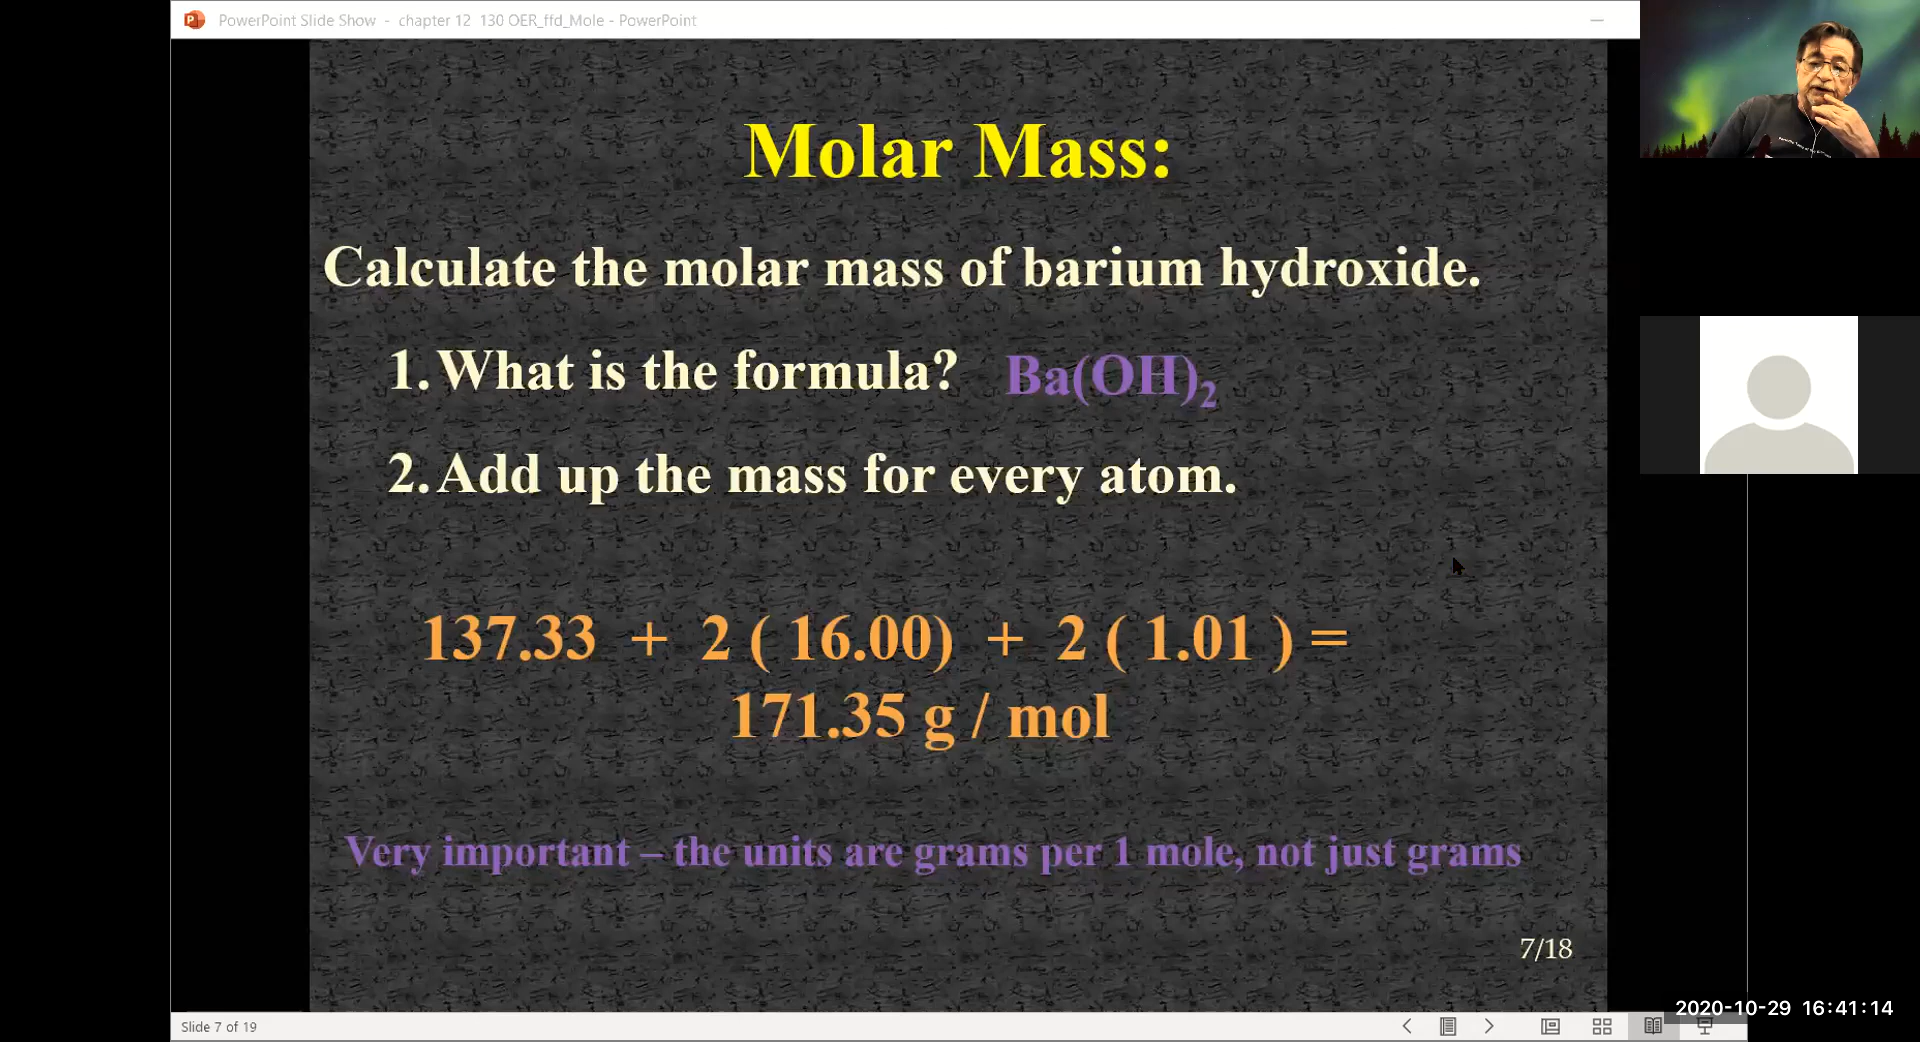 PowerPoint Slide Show - chapter 12 130 OER_ffd_Mole - PowerPoint
Molar Mass:
Calculate the molar mass of barium hydroxide.
1. What is the formula? Ba(OH)₂
2. Add up the mass for every atom.
137.33 + 2 ( 16.00) + 2 ( 1.01 ) =
171.35 g / mol
Very important – the units are grams per 1 mole, not just grams
7/18
2020-10-29 16:41:14
Slide 7 of 19